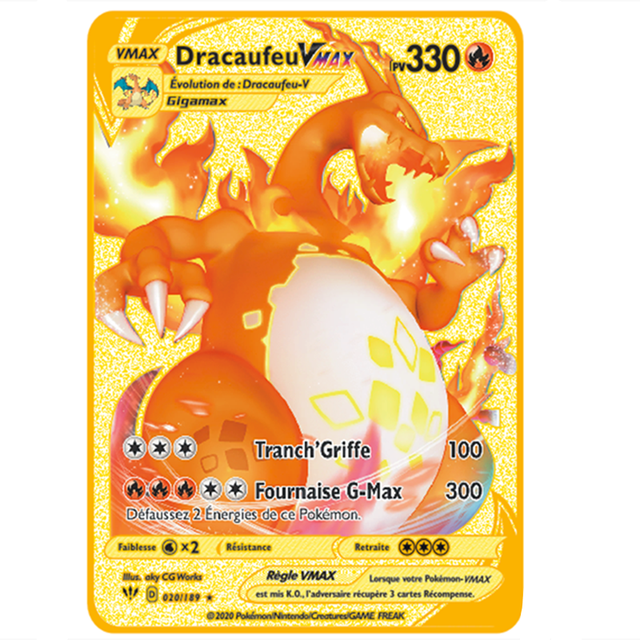 VMAX
DracaufeuVMAX PV330
Évolution de : Dracaufeu-V
Gigamax
Tranch'Griffe 100
Fournaise G-Max 300
Défaussez 2 Énergies de ce Pokémon.
Faiblesse x2 Résistance Retraite
Illus. aky CG Works
D 020/189
Règle VMAX Lorsque votre Pokémon-VMAX
est mis K.O., l'adversaire récupère 3 cartes Récompense.
©2020 Pokémon/Nintendo/Creatures/GAME FREAK